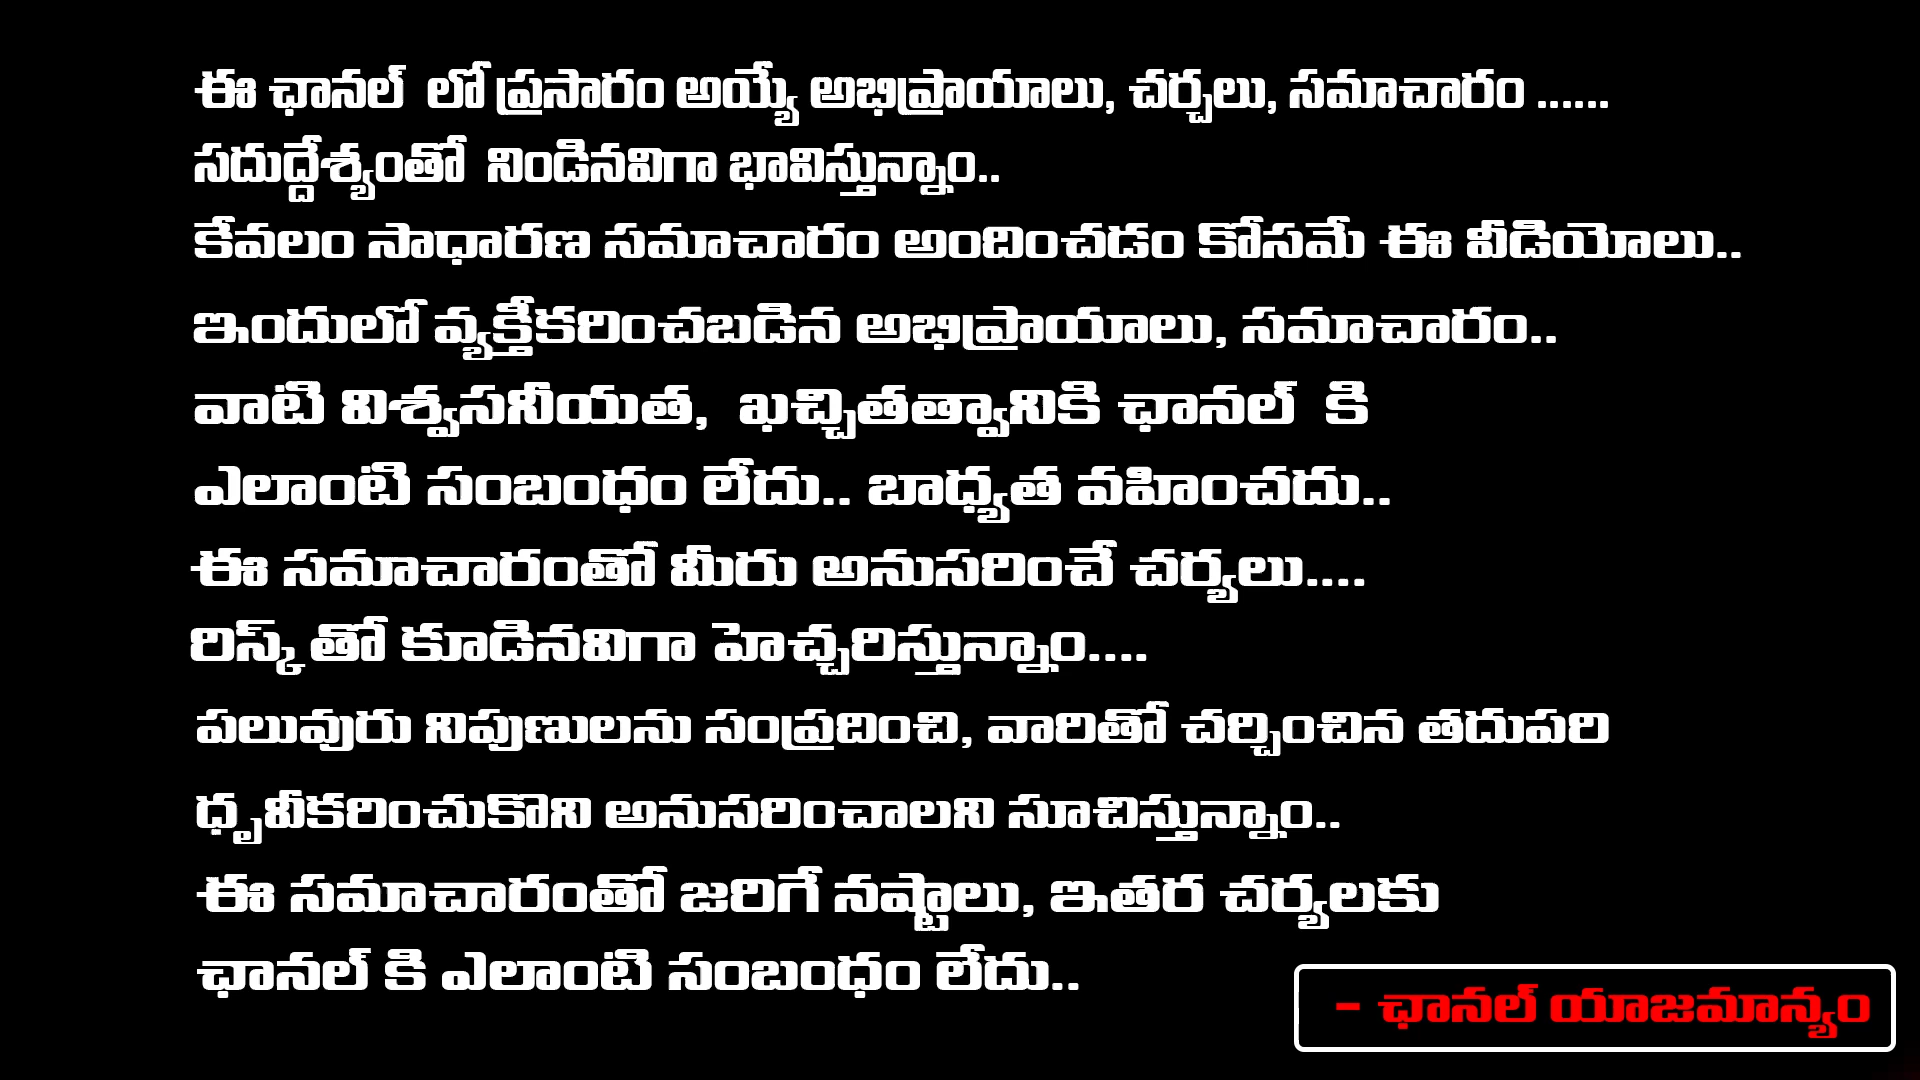 ఈ ఛానల్ లో ప్రసారం అయ్యే అభిప్రాయాలు, చర్చలు, సమాచారం ......
సదుద్దేశ్యంతో నిండినవిగా భావిస్తున్నాం..
కేవలం సాధారణ సమాచారం అందించడం కోసమే ఈ వీడియోలు..
ఇందులో వ్యక్తీకరించబడిన అభిప్రాయాలు, సమాచారం..
వాటి విశ్వసనీయత, ఖచ్చితత్వానికి ఛానల్ కి
ఎలాంటి సంబంధం లేదు.. బాధ్యత వహించదు..
ఈ సమాచారంతో మీరు అనుసరించే చర్యలు....
రిస్క్ తో కూడినవిగా హెచ్చరిస్తున్నాం....
పలువురు నిపుణులను సంప్రదించి, వారితో చర్చించిన తదుపరి
ధృవీకరించుకొని అనుసరించాలని సూచిస్తున్నాం..
ఈ సమాచారంతో జరిగే నష్టాలు, ఇతర చర్యలకు
ఛానల్ కి ఎలాంటి సంబంధం లేదు..
- ఛానల్ యాజమాన్యం